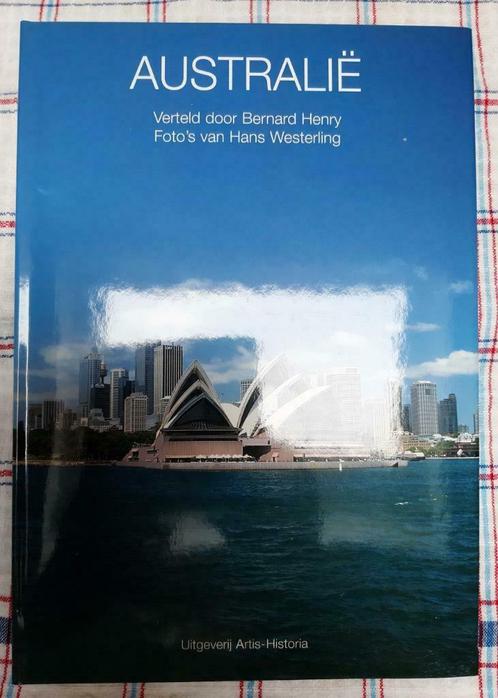 AUSTRALIË
Verteld door Bernard Henry
Foto's van Hans Westerling
Uitgeverij Artis-Historia